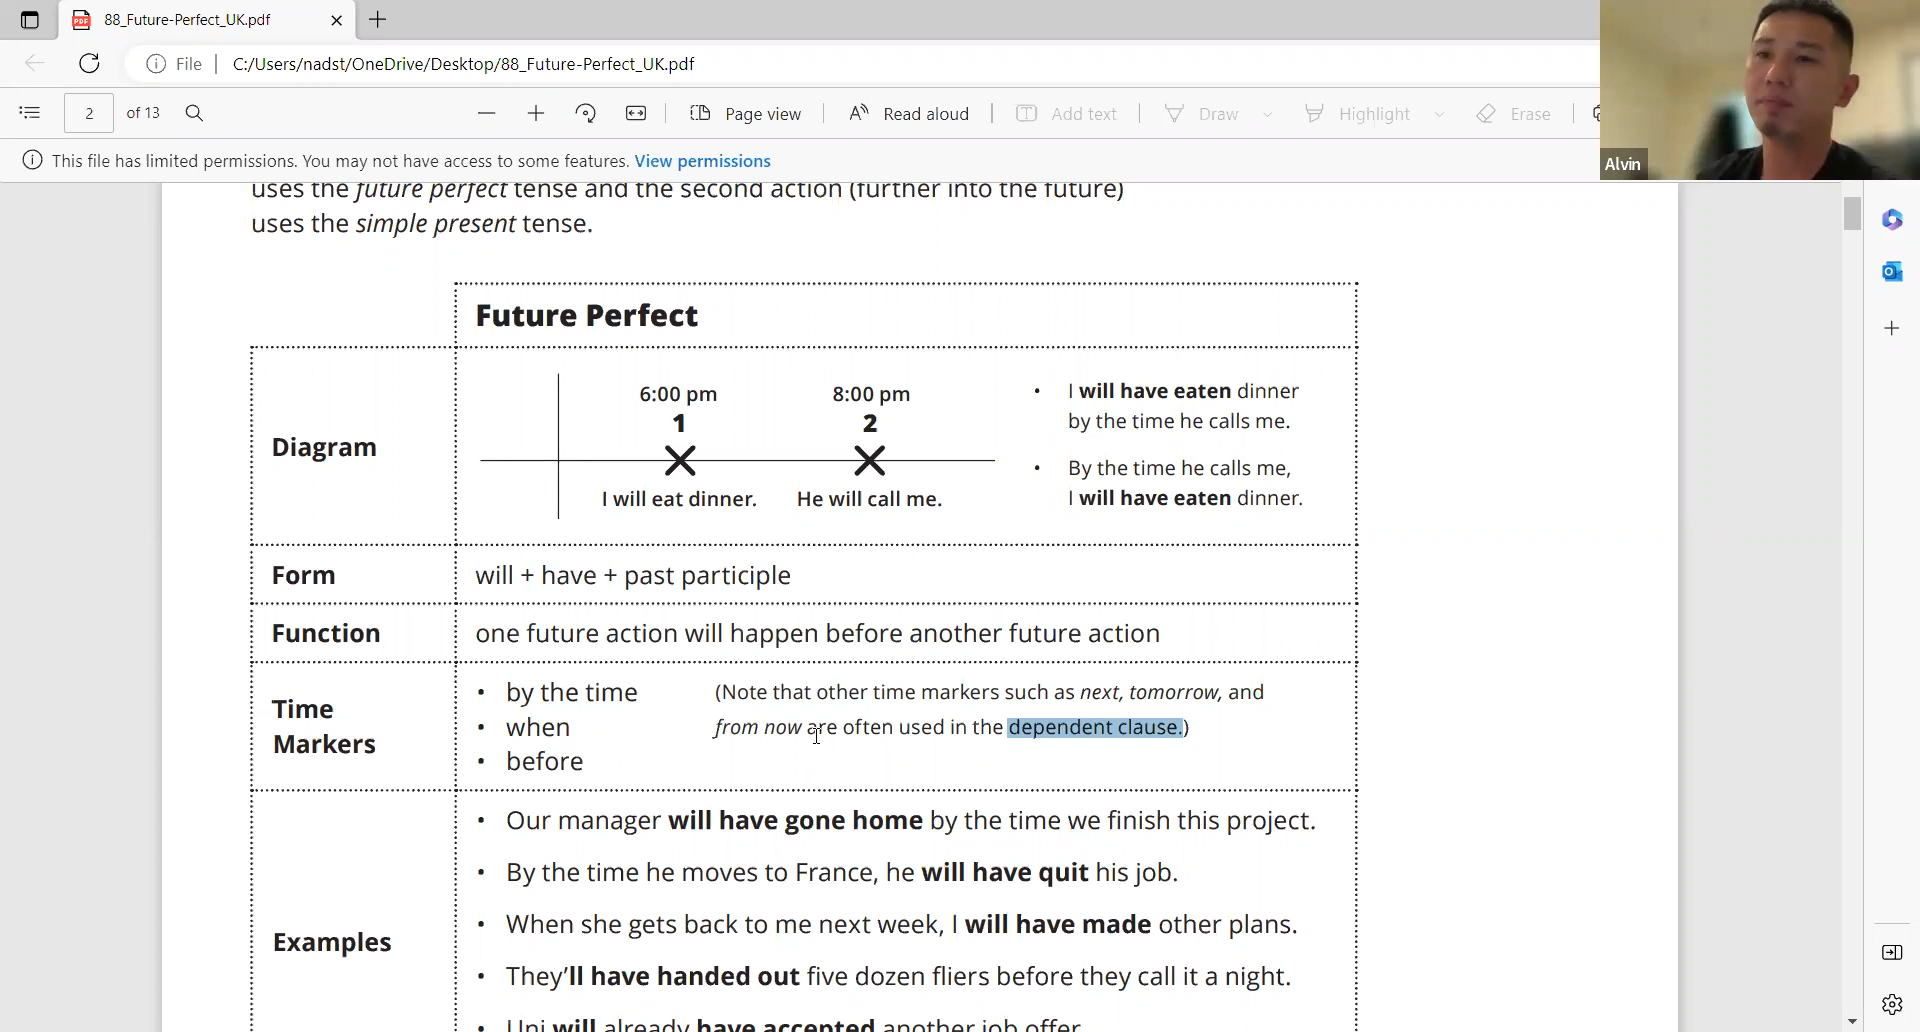 88_Future-Perfect_UK.pdf
File
C:/Users/nadst/OneDrive/Desktop/88_Future-Perfect_UK.pdf
2 of 13
Page view
Read aloud
Add text
Draw
Highlight
Erase
Alvin
This file has limited permissions. You may not have access to some features. View permissions
uses the future perfect tense and the second action (further into the future)
uses the simple present tense.
Future Perfect
Diagram
6:00 pm
1
I will eat dinner.
8:00 pm
2
He will call me.
• I will have eaten dinner
by the time he calls me.
• By the time he calls me,
I will have eaten dinner.
Form
will + have + past participle
Function
one future action will happen before another future action
Time
Markers
• by the time
• when
• before
(Note that other time markers such as next, tomorrow, and
from now are often used in the dependent clause.)
Examples
• Our manager will have gone home by the time we finish this project.
• By the time he moves to France, he will have quit his job.
• When she gets back to me next week, I will have made other plans.
• They'll have handed out five dozen fliers before they call it a night.
• Uni will already have accepted another job offer